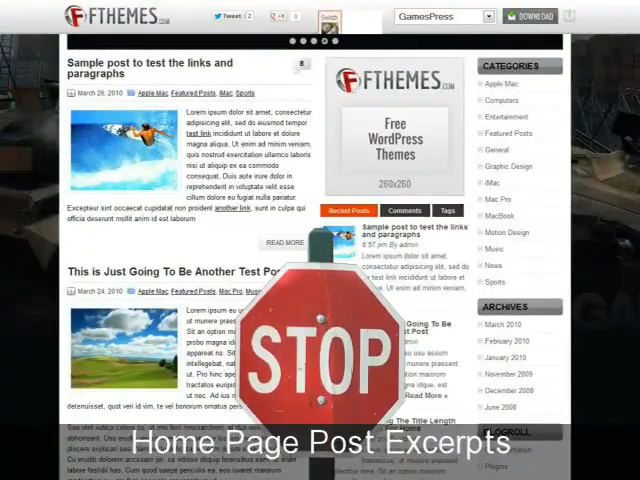 FTHEMES.COM
Tweet 2
+1 0
Switch
GamesPress
DOWNLOAD
Sample post to test the links and
paragraphs
8
March 26, 2010 Apple Mac, Featured Posts, iMac, Sports
Lorem ipsum dolor sit amet, consectetur
adipisicing elit, sed do eiusmod tempor
test link incididunt ut labore et dolore
magna aliqua. Ut enim ad minim veniam,
quis nostrud exercitation ullamco laboris
nisi ut aliquip ex ea commodo
consequat. Duis aute irure dolor in
reprehenderit in voluptate velit esse
cillum dolore eu fugiat nulla pariatur.
Excepteur sint occaecat cupidatat non proident another link, sunt in culpa qui
officia deserunt mollit anim id est laborum
READ MORE
This is Just Going To Be Another Test Pos
March 24, 2010 Apple Mac, Featured Posts, Mac Pro, Music
FTHEMES.COM
Free
WordPress
Themes
260x260
Recent Posts Comments Tags
Sample post to test the links
and paragraphs
6:57 pm By admin
Lorem ipsum dolor sit amet,
consectetur adipisicing elit, sed
do eiusmod tempor test link
incididunt ut labore et dolore
magna aliqua. Ut enim ad minim
veniam,
Read More »
CATEGORIES
Apple Mac
Computers
Entertainment
Featured Posts
General
Graphic Design
iMac
Mac Pro
MacBook
Motion Design
Music
News
Sports
ARCHIVES
March 2010
February 2010
January 2010
November 2009
December 2008
June 2008
BLOGROLL
Plugins
STOP
Home Page Post Excerpts